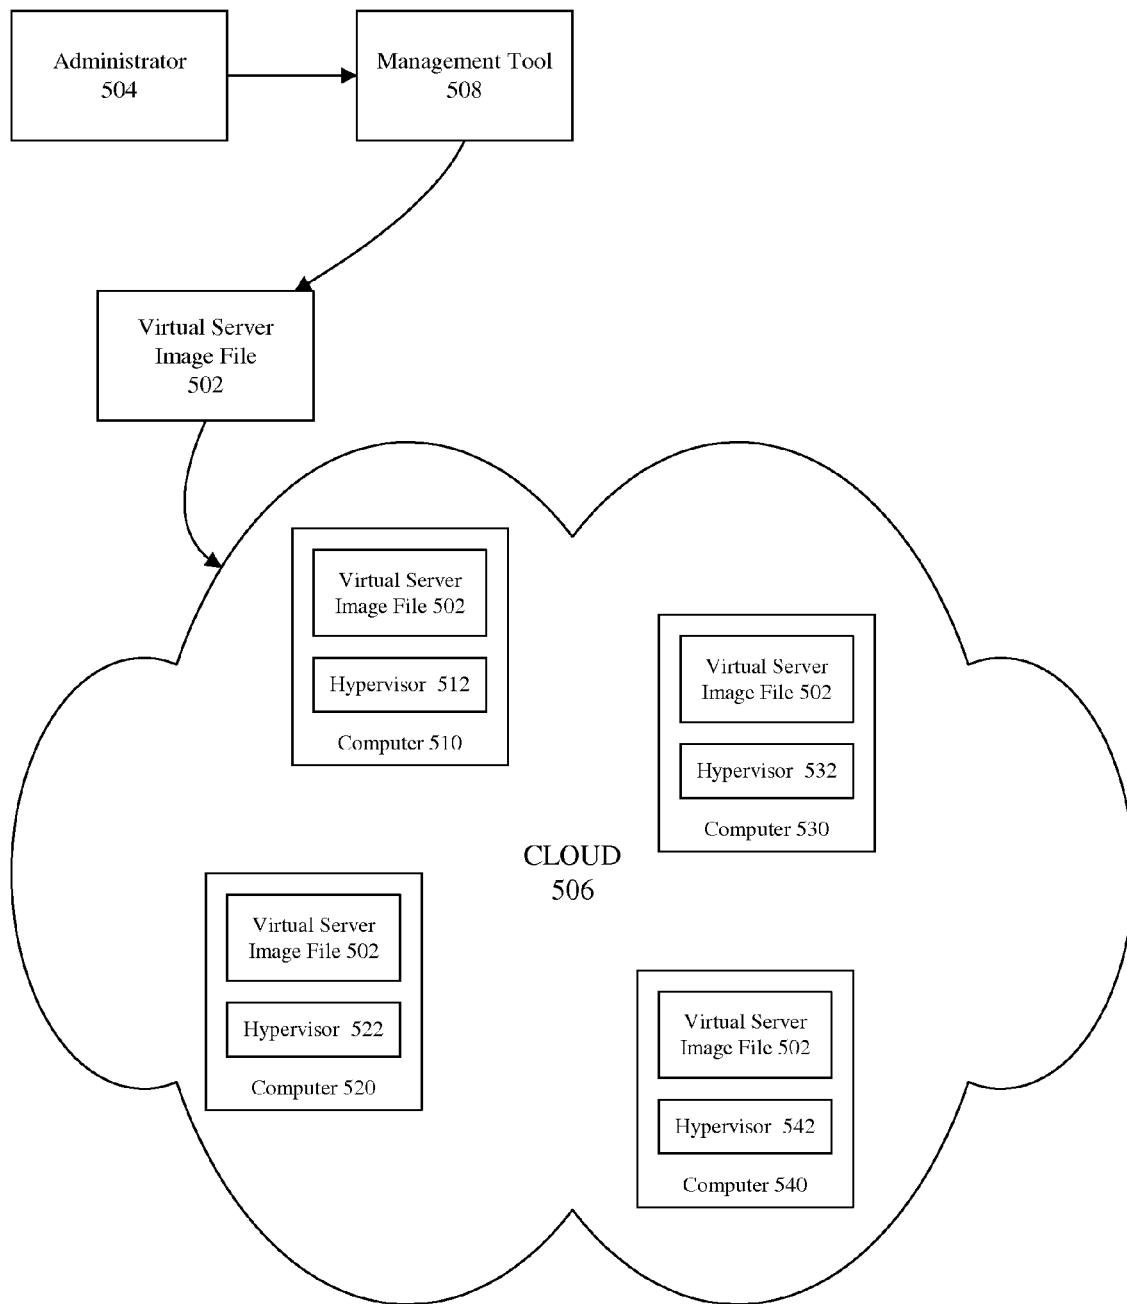 Administrator
504
Management Tool
508
Virtual Server
Image File
502
Virtual Server
Image File 502
Hypervisor 512
Computer 510
Virtual Server
Image File 502
Hypervisor 532
Computer 530
CLOUD
506
Virtual Server
Image File 502
Hypervisor 522
Computer 520
Virtual Server
Image File 502
Hypervisor 542
Computer 540